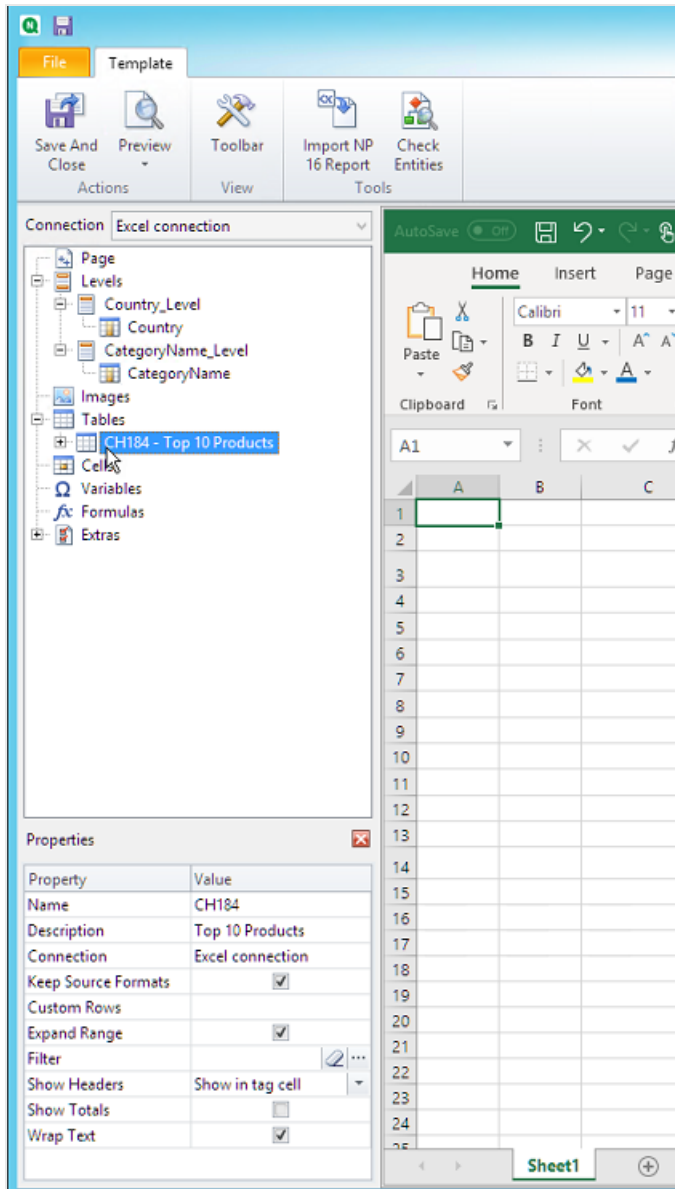 File
Template
Save And Close
Preview
Toolbar
Import NP 16 Report
Check Entities
Actions
View
Tools
Connection Excel connection
Page
Levels
Country_Level
Country
CategoryName_Level
CategoryName
Images
Tables
CH184 - Top 10 Products
Cells
Variables
Formulas
Extras
Properties
Property Value
Name CH184
Description Top 10 Products
Connection Excel connection
Keep Source Formats
Custom Rows
Expand Range
Filter
Show Headers Show in tag cell
Show Totals
Wrap Text
AutoSave Off
Home Insert Page
Paste
Calibri 11
B I U A A
A
Clipboard Font
A1
A B C
1
2
3
4
5
6
7
8
9
10
11
12
13
14
15
16
17
18
19
20
21
22
23
24
25
Sheet1